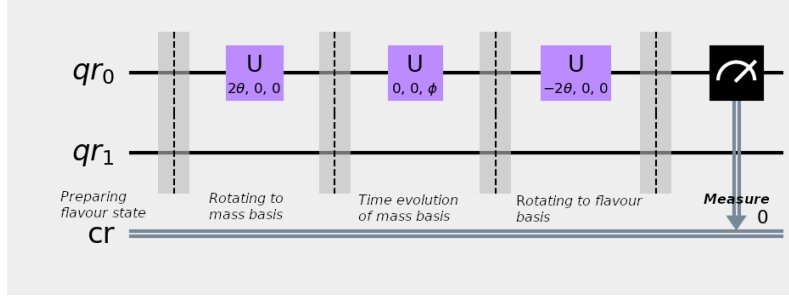 qr₀
U
2θ, 0, 0
U
0, 0, ϕ
U
−2θ, 0, 0
qr₁
Preparing
flavour state
Rotating to
mass basis
Time evolution
of mass basis
Rotating to flavour
basis
Measure
0
cr